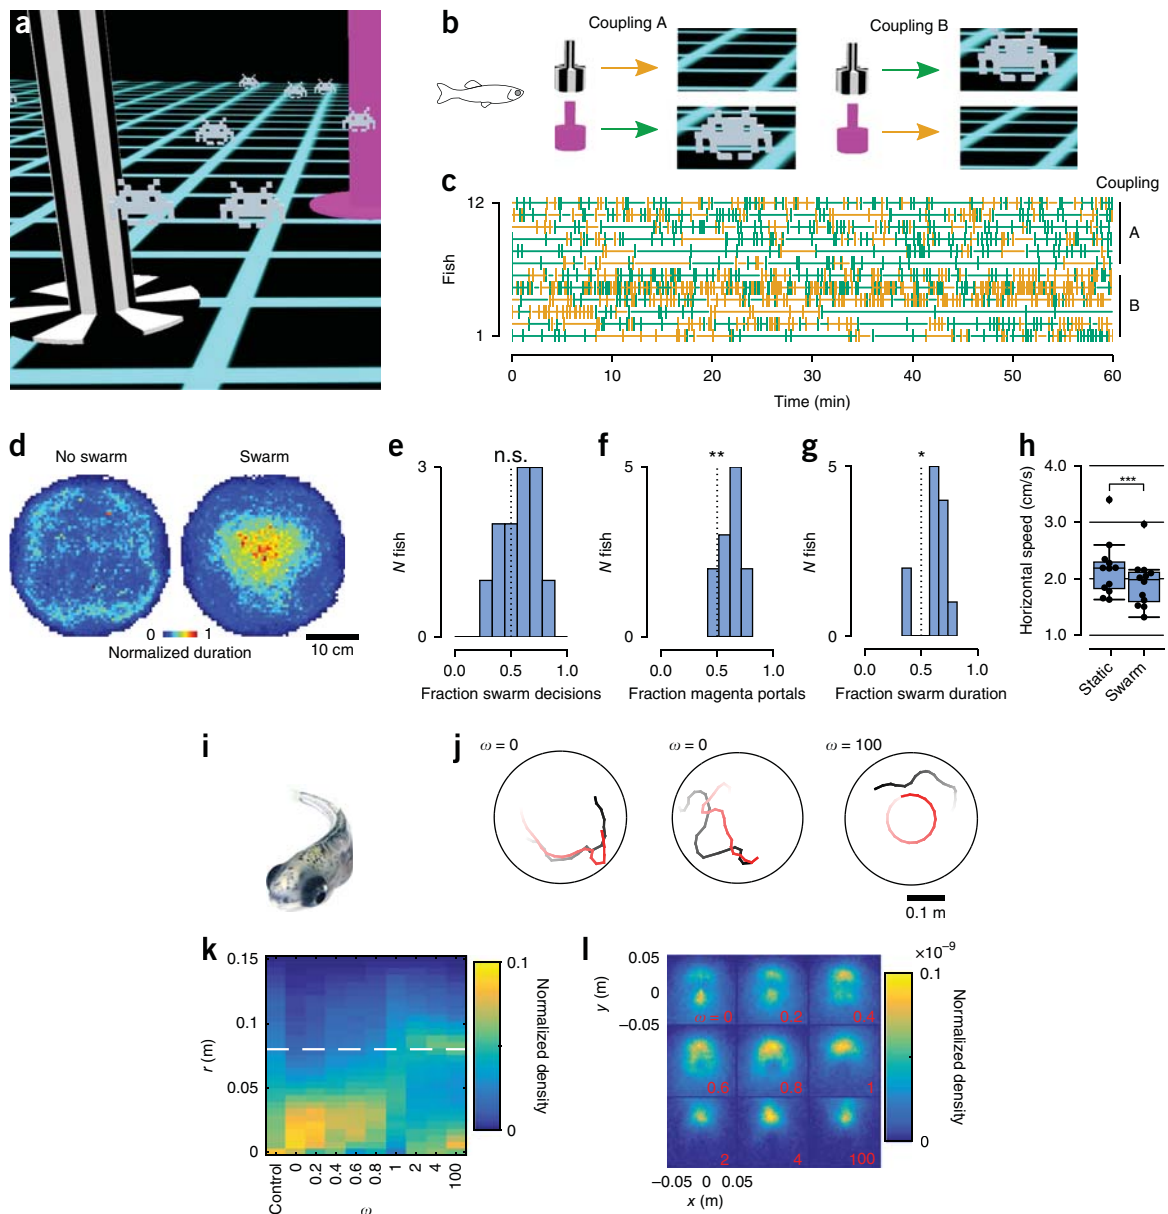 a
b
Coupling A
Coupling B
c
Coupling
12
Fish
1
A
B
0 10 20 30 40 50 60
Time (min)
d
No swarm
Swarm
0 1
Normalized duration
10 cm
e
n.s.
3
N fish
0
0.0 0.5 1.0
Fraction swarm decisions
f
**
5
N fish
0
0.0 0.5 1.0
Fraction magenta portals
g
*
5
N fish
0
0.0 0.5 1.0
Fraction swarm duration
h
4.0
***
3.0
2.0
1.0
Horizontal speed (cm/s)
Static
Swarm
i
j
ω = 0
ω = 0
ω = 100
0.1 m
k
0.15
0.1
0.05
0
r (m)
Control 0 0.2 0.4 0.6 0.8 1 2 4 100
ω
0.1
0
Normalized density
l
×10⁻⁹
0.05
0
−0.05
y (m)
ω = 0 0.2 0.4
0.6 0.8 1
2 4 100
−0.05 0 0.05
x (m)
0.1
0
Normalized density